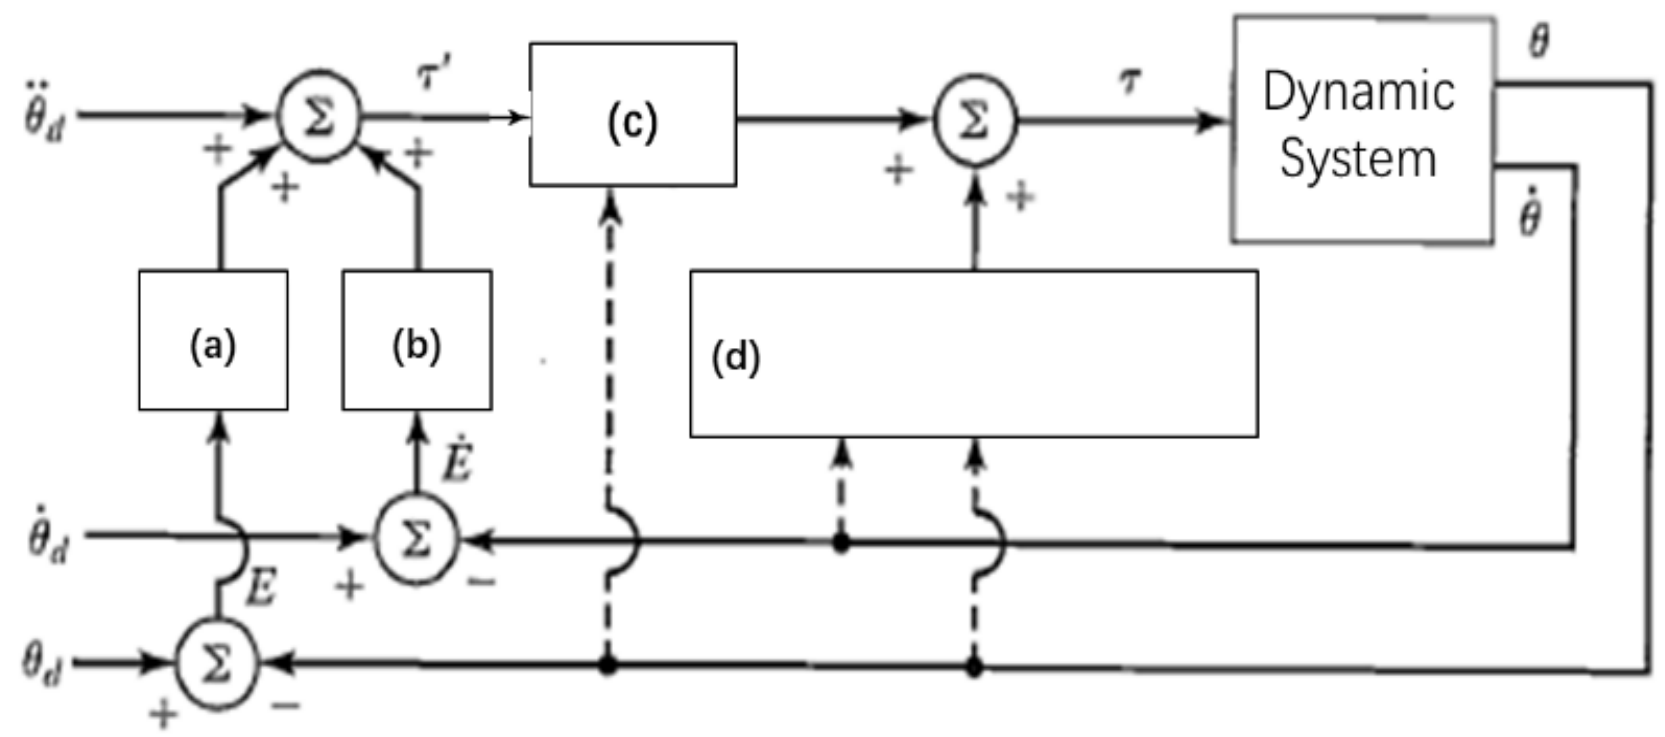 θ
τ′
τ
θ̈d
Σ
(c)
Σ
Dynamic
System
+
+
+
+
+
θ̇
(a)
(b)
(d)
Ė
θ̇d
Σ
+
−
E
θd
Σ
+
−